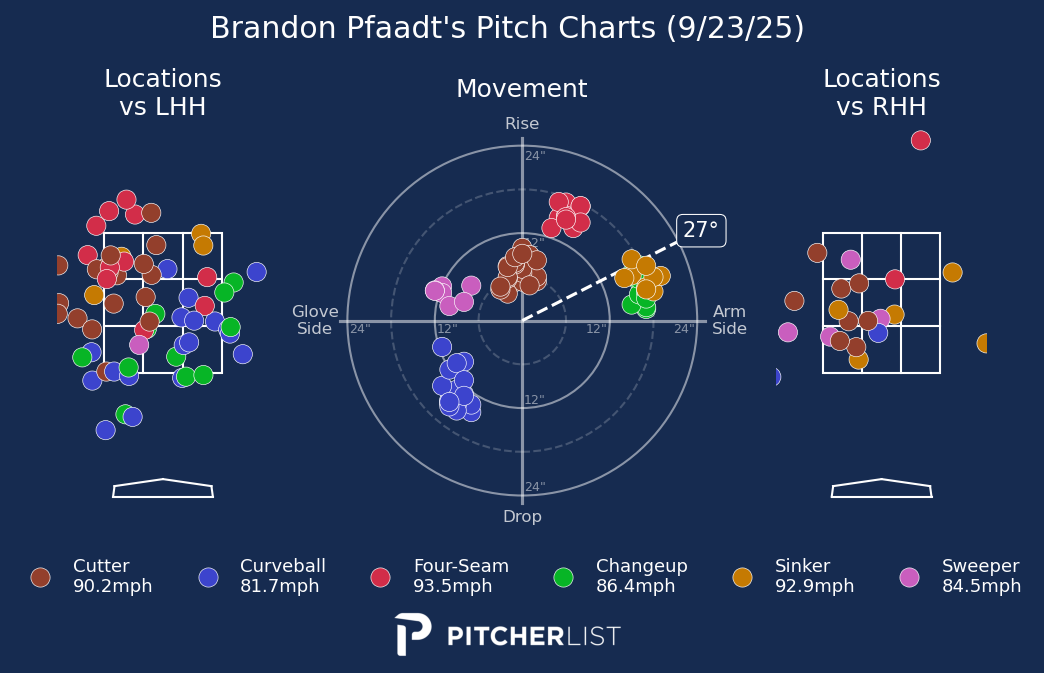 Brandon Pfaadt's Pitch Charts (9/23/25)
Locations
vs LHH
Movement
Locations
vs RHH
Rise
24"
12"
27°
Glove
Side
24"
12"
12"
24"
Arm
Side
12"
24"
Drop
Cutter
90.2mph
Curveball
81.7mph
Four-Seam
93.5mph
Changeup
86.4mph
Sinker
92.9mph
Sweeper
84.5mph
PITCHERLIST